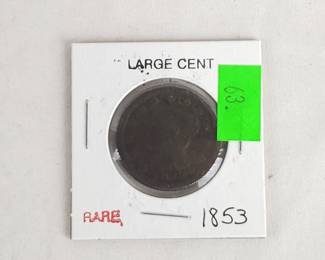 LARGE CENT
63.
RARE
1853